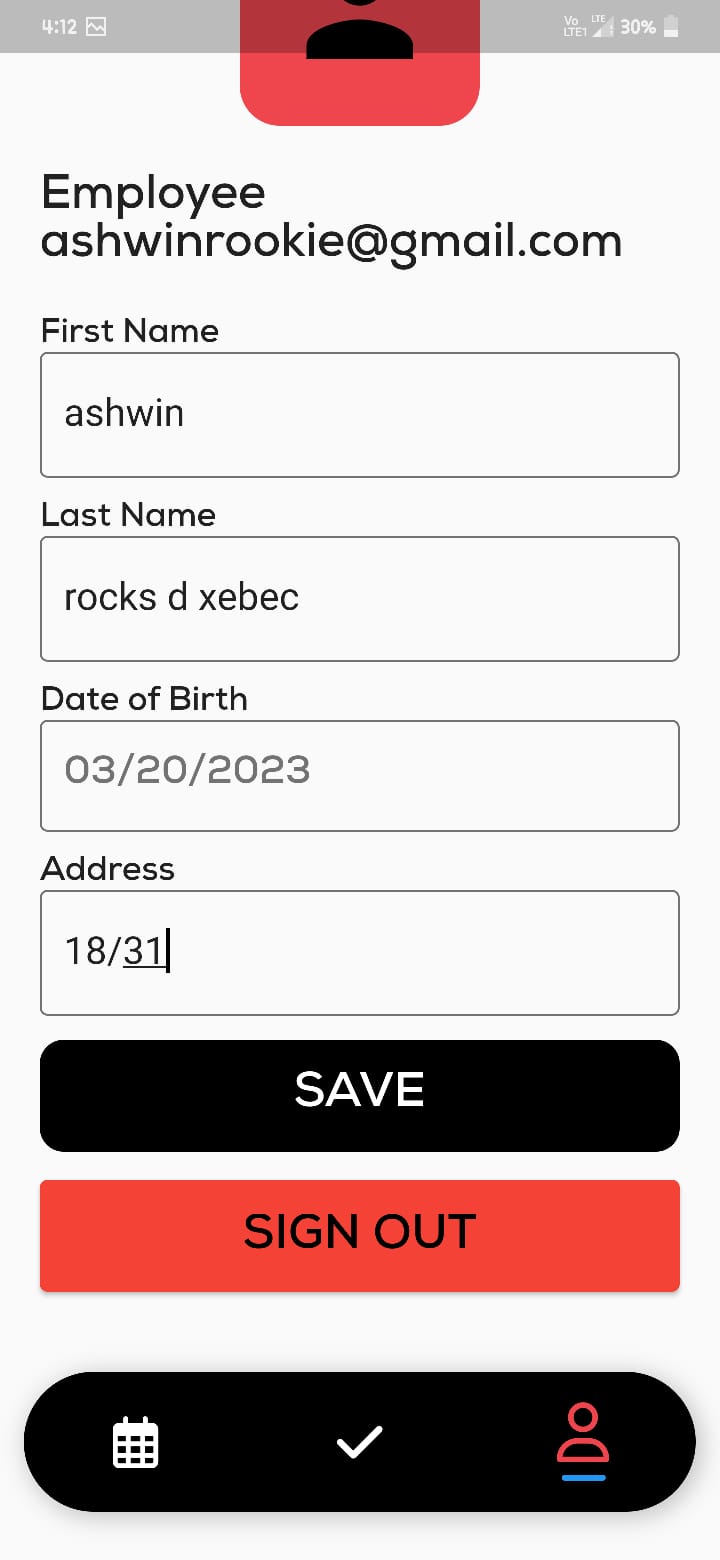 4:12 Vo LTE LTE1 30%
Employee
ashwinrookie@gmail.com
First Name
ashwin
Last Name
rocks d xebec
Date of Birth
03/20/2023
Address
18/31
SAVE
SIGN OUT